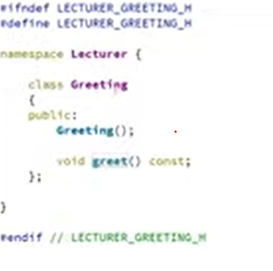 #ifndef LECTURER_GREETING_H
#define LECTURER_GREETING_H
namespace Lecturer {
class Greeting
{
public:
Greeting();
void greet() const;
};
}
#endif // LECTURER_GREETING_H